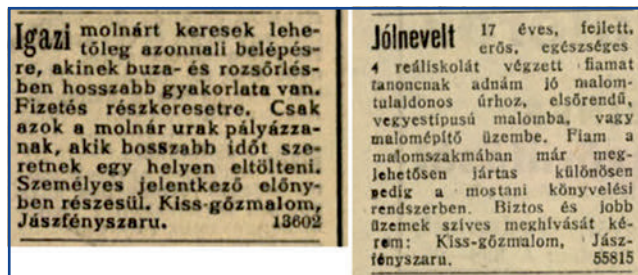 Igazi molnárt keresek lehe-
tőleg azonnali belépés-
re, akinek buza- és rozsőrlés-
ben hosszabb gyakorlata van.
Fizetés részkeresetre. Csak
azok a molnár urak pályázza-
nak, akik hosszabb időt sze-
retnek egy helyen eltölteni.
Személyes jelentkező előny-
ben részesül. Kiss-gőzmalom,
Jászfényszaru. 13602
Jólnevelt 17 éves, fejlett,
erős, egészséges
4 reáliskolát végzett fiamat
tanoncnak adnám jó malom-
tulaldonos úrhoz, elsőrendű,
vegyestípusú malomba, vagy
malomépítő üzembe. Fiam a
malomszakmában már meg-
lehetősen jártas különösen
pedig a mostani könyvelési
rendszerben. Biztos és jobb
üzemek szíves meghívását ké-
rem: Kiss-gőzmalom, Jász-
fényszaru. 55815